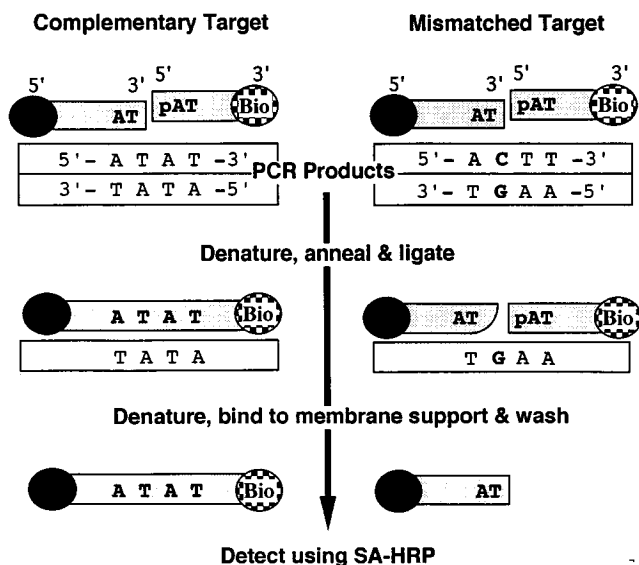 Complementary Target
Mismatched Target
5' 3' 5' 3'
AT pAT Bio
5' 3' 5' 3'
AT pAT Bio
5'- A T A T -3'
3'- T A T A -5'
PCR Products
5'- A C T T -3'
3'- T G A A -5'
Denature, anneal & ligate
A T A T Bio
T A T A
AT pAT Bio
T G A A
Denature, bind to membrane support & wash
A T A T Bio
AT
Detect using SA-HRP